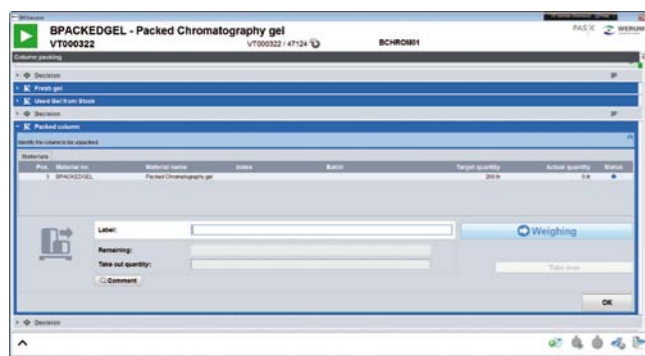 BPACKEDGEL - Packed Chromatography gel
PAS|X WERUM
VT000322
VT000322 / 47124
BCHROM01
Column packing
Decision
Fresh gel
Used Gel from Stock
Decision
Packed column
Identify the column to be unpacked
Materials
Pos. Material no. Material name Index Batch Target quantity Actual quantity Status
3 BPACKEDGEL Packed Chromatography gel 200 ltr
Label:
Weighing
Remaining:
Take out quantity:
Take over
Comment
OK
Decision